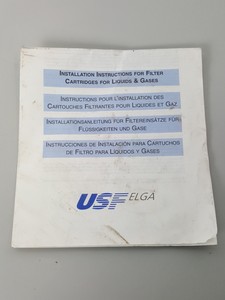 INSTALLATION INSTRUCTIONS FOR FILTER
CARTRIDGES FOR LIQUIDS & GASES
INSTRUCTIONS POUR L'INSTALLATION DES
CARTOUCHES FILTRANTES POUR LIQUIDES ET GAZ
INSTALLATIONSANLEITUNG FÜR FILTEREINSÄTZE FÜR
FLÜSSIGKEITEN UND GASE
INSTRUCCIONES DE INSTALACIÓN PARA CARTUCHOS
DE FILTRO PARA LÍQUIDOS Y GASES
USF ELGA